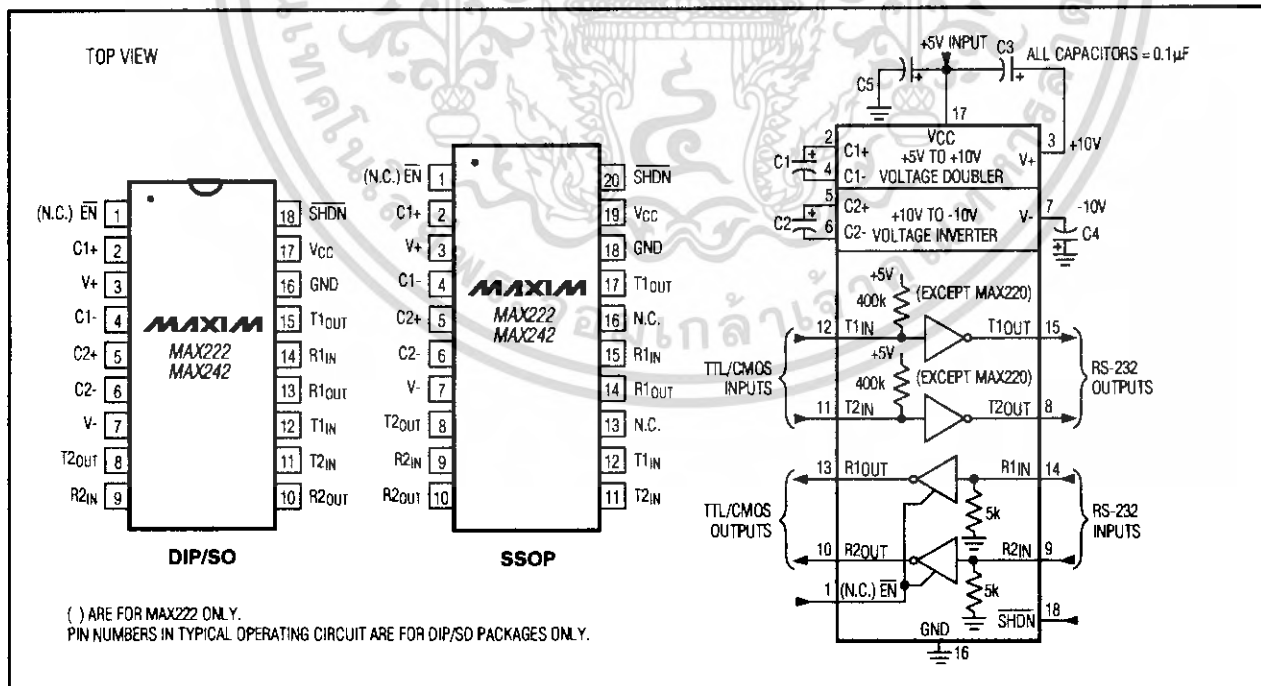 TOP VIEW
(N.C.) EN 1
C1+ 2
V+ 3
C1- 4
C2+ 5
C2- 6
V- 7
T2OUT 8
R2IN 9
18 SHDN
17 VCC
16 GND
15 T1OUT
14 R1IN
13 R1OUT
12 T1IN
11 T2IN
10 R2OUT
MAXIM
MAX222
MAX242
DIP/SO
(N.C.) EN 1
C1+ 2
V+ 3
C1- 4
C2+ 5
C2- 6
V- 7
T2OUT 8
R2IN 9
R2OUT 10
20 SHDN
19 VCC
18 GND
17 T1OUT
16 N.C.
15 R1IN
14 R1OUT
13 N.C.
12 T1IN
11 T2IN
MAXIM
MAX222
MAX242
SSOP
( ) ARE FOR MAX222 ONLY.
PIN NUMBERS IN TYPICAL OPERATING CIRCUIT ARE FOR DIP/SO PACKAGES ONLY.
+5V INPUT C3 ALL CAPACITORS = 0.1µF
C5
17
VCC
2 C1+ +5V TO +10V V+ 3 +10V
C1 4 C1- VOLTAGE DOUBLER
5 C2+ +10V TO -10V V- 7 -10V
C2 6 C2- VOLTAGE INVERTER C4
+5V
400k (EXCEPT MAX220)
12 T1IN T1OUT 15
TTL/CMOS INPUTS
+5V
400k (EXCEPT MAX220)
RS-232 OUTPUTS
11 T2IN T2OUT 8
13 R1OUT R1IN 14
TTL/CMOS OUTPUTS
5k
RS-232 INPUTS
10 R2OUT R2IN 9
1 (N.C.) EN
5k
SHDN 18
GND
16